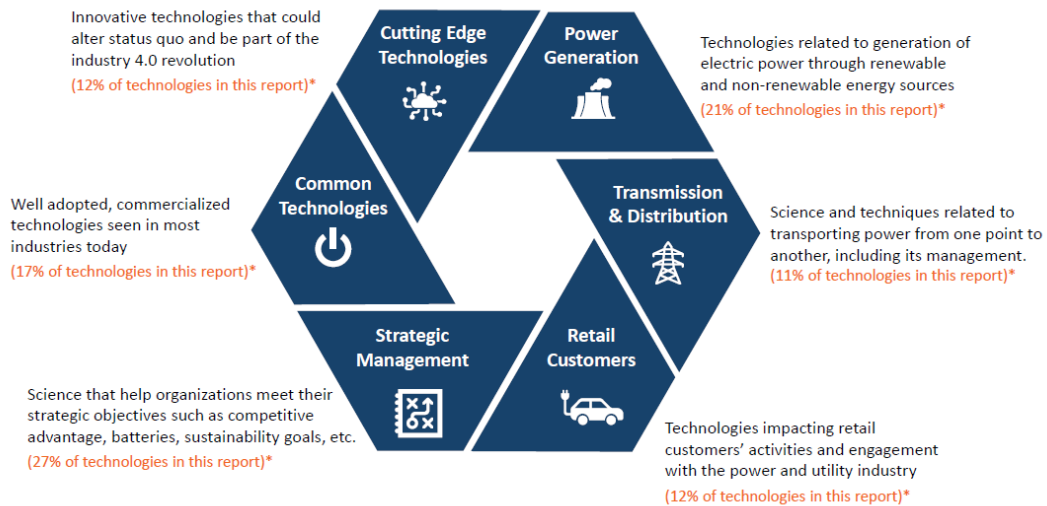 Innovative technologies that could
alter status quo and be part of the
industry 4.0 revolution
(12% of technologies in this report)*
Cutting Edge
Technologies
Power
Generation
Technologies related to generation of
electric power through renewable
and non-renewable energy sources
(21% of technologies in this report)*
Well adopted, commercialized
technologies seen in most
industries today
(17% of technologies in this report)*
Common
Technologies
Transmission
& Distribution
Science and techniques related to
transporting power from one point to
another, including its management.
(11% of technologies in this report)*
Science that help organizations meet their
strategic objectives such as competitive
advantage, batteries, sustainability goals, etc.
(27% of technologies in this report)*
Strategic
Management
Retail
Customers
Technologies impacting retail
customers’ activities and engagement
with the power and utility industry
(12% of technologies in this report)*